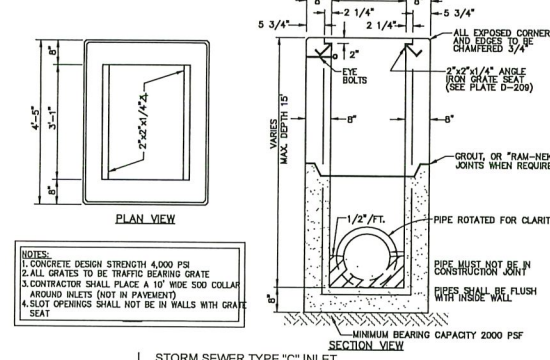 8"
8"
2 1/4"
5 3/4"
2 1/4"
5 3/4"
ALL EXPOSED CORNER
AND EDGES TO BE
CHAMFERED 3/4"
2"
EYE
BOLTS
2"x2"x1/4" ANGLE
IRON GRATE SEAT
(SEE PLATE D-209)
8"
4'-5"
3'-1"
8"
2"x2"x1/4"
PLAN VIEW
VARIES
MAX. DEPTH 15'
8"
8"
GROUT, OR "RAM-NEK
JOINTS WHEN REQUIRE
1/2"/FT.
PIPE ROTATED FOR CLARIT
PIPE MUST NOT BE IN
CONSTRUCTION JOINT
PIPES SHALL BE FLUSH
WITH INSIDE WALL
8"
MINIMUM BEARING CAPACITY 2000 PSF
SECTION VIEW
NOTES:
1. CONCRETE DESIGN STRENGTH 4,000 PSI
2. ALL GRATES TO BE TRAFFIC BEARING GRATE
3. CONTRACTOR SHALL PLACE A 10' WIDE SOD COLLAR
AROUND INLETS (NOT IN PAVEMENT)
4. SLOT OPENINGS SHALL NOT BE IN WALLS WITH GRATE
SEAT
STORM SEWER TYPE "C" INLET